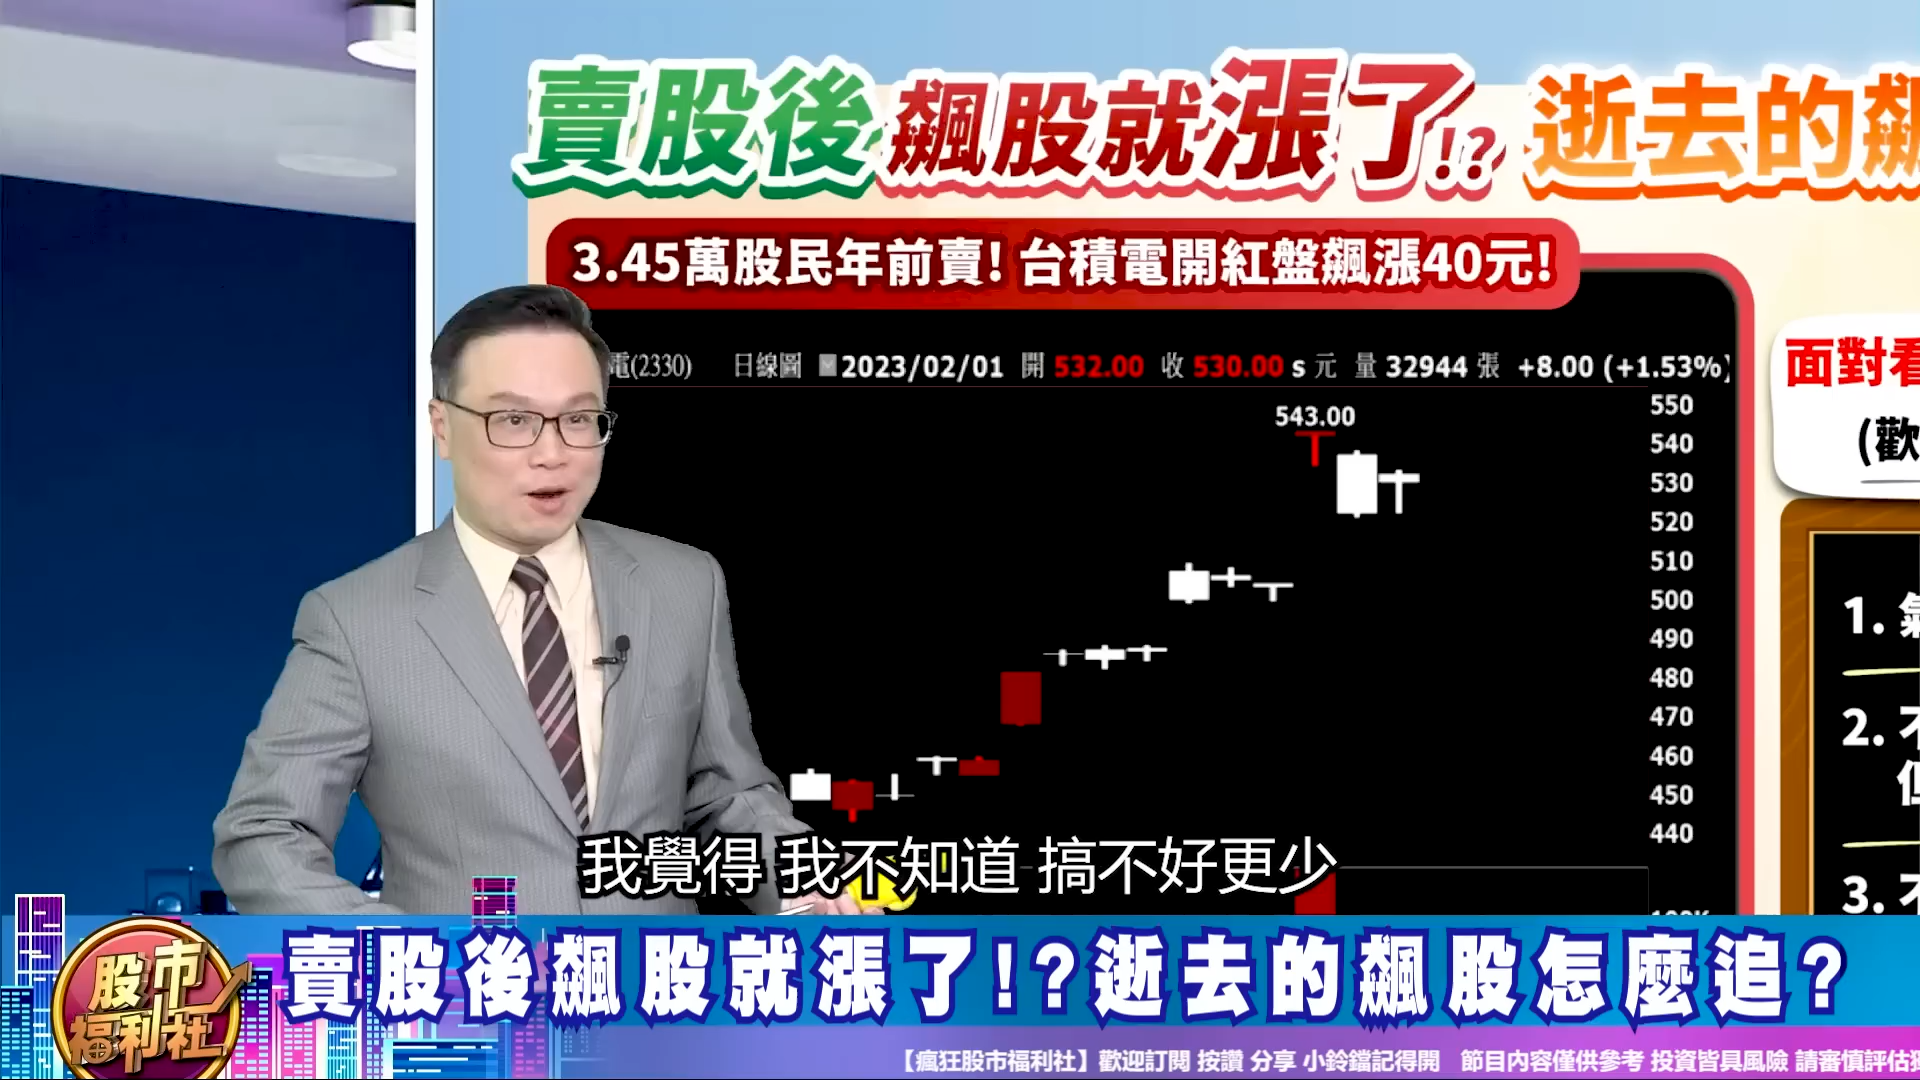 賣股後飆股就漲了!? 逝去的飆
3.45萬股民年前賣! 台積電開紅盤飆漲40元!
電(2330) 日線圖 2023/02/01 開 532.00 收 530.00 s 元 量 32944 張 +8.00 (+1.53%)
543.00
550
540
530
520
510
500
490
480
470
460
450
440
面對看
(歡
1.
2. 不
但
3. 不
我覺得 我不知道 搞不好更少
賣股後飆股就漲了!?逝去的飆股怎麼追?
股市
福利社
【瘋狂股市福利社】歡迎訂閱 按讚 分享 小鈴鐺記得開 節目內容僅供參考 投資皆具風險 請審慎評估